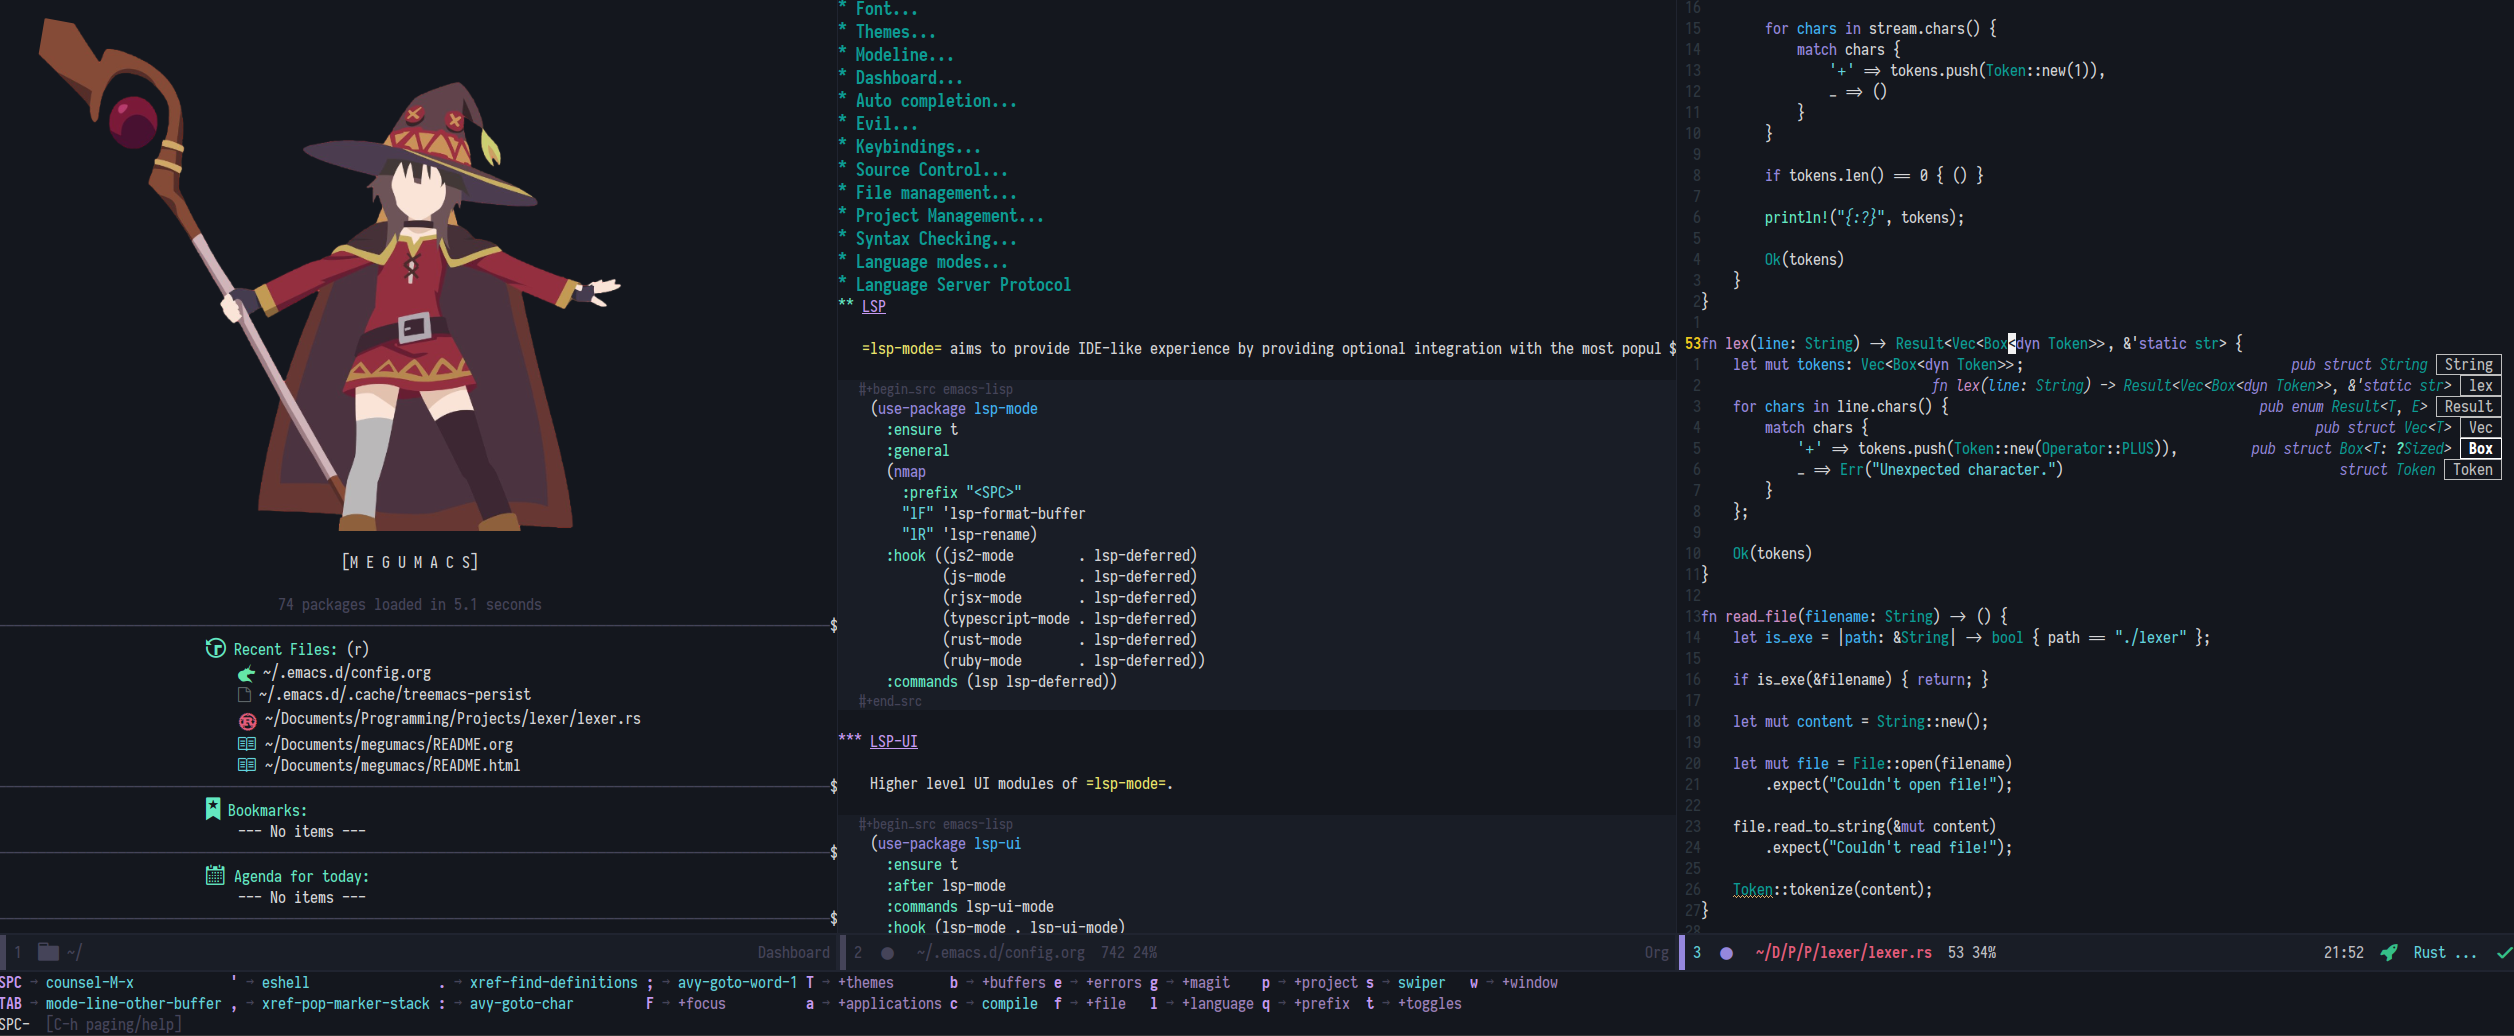 [M E G U M A C S]
74 packages loaded in 5.1 seconds
$
Recent Files: (r)
~/.emacs.d/config.org
~/.emacs.d/.cache/treemacs-persist
~/Documents/Programming/Projects/lexer/lexer.rs
~/Documents/megumacs/README.org
~/Documents/megumacs/README.html
$
Bookmarks:
--- No items ---
$
Agenda for today:
--- No items ---
$
1 ~/ Dashboard
* Font...
* Themes...
* Modeline...
* Dashboard...
* Auto completion...
* Evil...
* Keybindings...
* Source Control...
* File management...
* Project Management...
* Syntax Checking...
* Language modes...
* Language Server Protocol
** LSP
=lsp-mode= aims to provide IDE-like experience by providing optional integration with the most popul $
#+begin_src emacs-lisp
(use-package lsp-mode
:ensure t
:general
(nmap
:prefix "<SPC>"
"lF" 'lsp-format-buffer
"lR" 'lsp-rename)
:hook ((js2-mode . lsp-deferred)
(js-mode . lsp-deferred)
(rjsx-mode . lsp-deferred)
(typescript-mode . lsp-deferred)
(rust-mode . lsp-deferred)
(ruby-mode . lsp-deferred))
:commands (lsp lsp-deferred))
#+end_src
*** LSP-UI
Higher level UI modules of =lsp-mode=.
#+begin_src emacs-lisp
(use-package lsp-ui
:ensure t
:after lsp-mode
:commands lsp-ui-mode
:hook (lsp-mode . lsp-ui-mode)
2 ~/.emacs.d/config.org 742 24% Org
16
15 for chars in stream.chars() {
14 match chars {
13 '+' => tokens.push(Token::new(1)),
12 _ => ()
11 }
10 }
9
8 if tokens.len() == 0 { () }
7
6 println!("{:?}", tokens);
5
4 Ok(tokens)
3 }
2 }
1
53 fn lex(line: String) -> Result<Vec<Box<dyn Token>>, &'static str> {
1 let mut tokens: Vec<Box<dyn Token>>; pub struct String String
2 fn lex(line: String) -> Result<Vec<Box<dyn Token>>, &'static str> lex
3 for chars in line.chars() { pub enum Result<T, E> Result
4 match chars { pub struct Vec<T> Vec
5 '+' => tokens.push(Token::new(Operator::PLUS)), pub struct Box<T: ?Sized> Box
6 _ => Err("Unexpected character.") struct Token Token
7 }
8 };
9
10 Ok(tokens)
11 }
12
13 fn read_file(filename: String) -> () {
14 let is_exe = |path: &String| -> bool { path == "./lexer" };
15
16 if is_exe(&filename) { return; }
17
18 let mut content = String::new();
19
20 let mut file = File::open(filename)
21 .expect("Couldn't open file!");
22
23 file.read_to_string(&mut content)
24 .expect("Couldn't read file!");
25
26 Token::tokenize(content);
27 }
28
3 ~/D/P/P/lexer/lexer.rs 53 34% 21:52 Rust ...
SPC → counsel-M-x ' → eshell . → xref-find-definitions ; → avy-goto-word-1 T → +themes b → +buffers e → +errors g → +magit p → +project s → swiper w → +window
TAB → mode-line-other-buffer , → xref-pop-marker-stack : → avy-goto-char F → +focus a → +applications c → compile f → +file l → +language q → +prefix t → +toggles
SPC- [C-h paging/help]